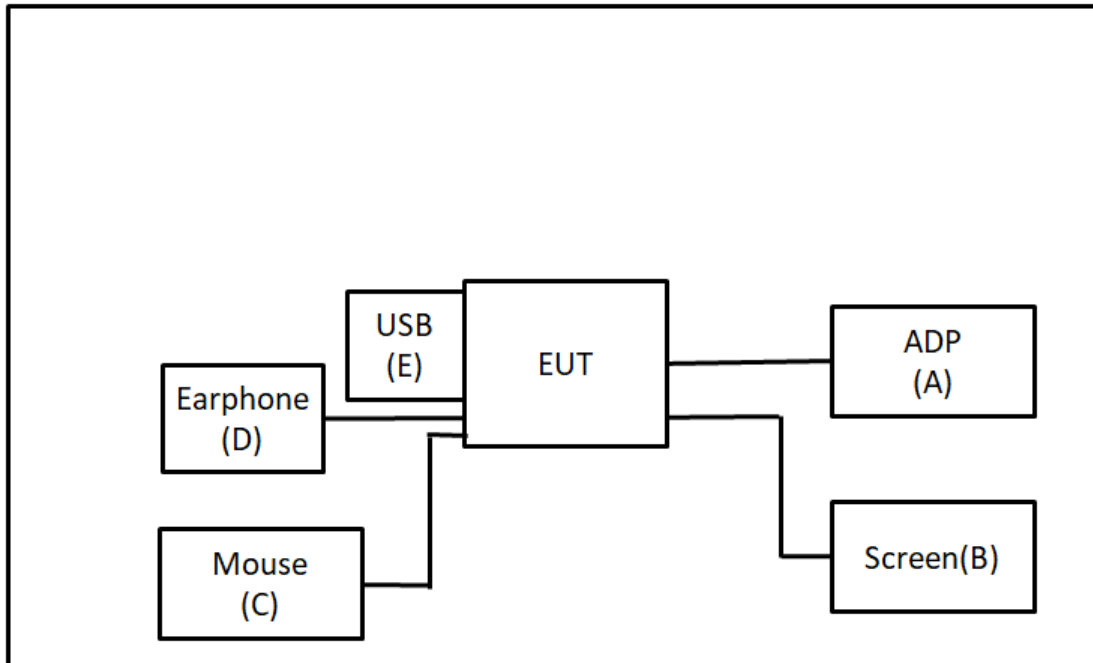 USB
(E)
EUT
ADP
(A)
Earphone
(D)
Mouse
(C)
Screen(B)